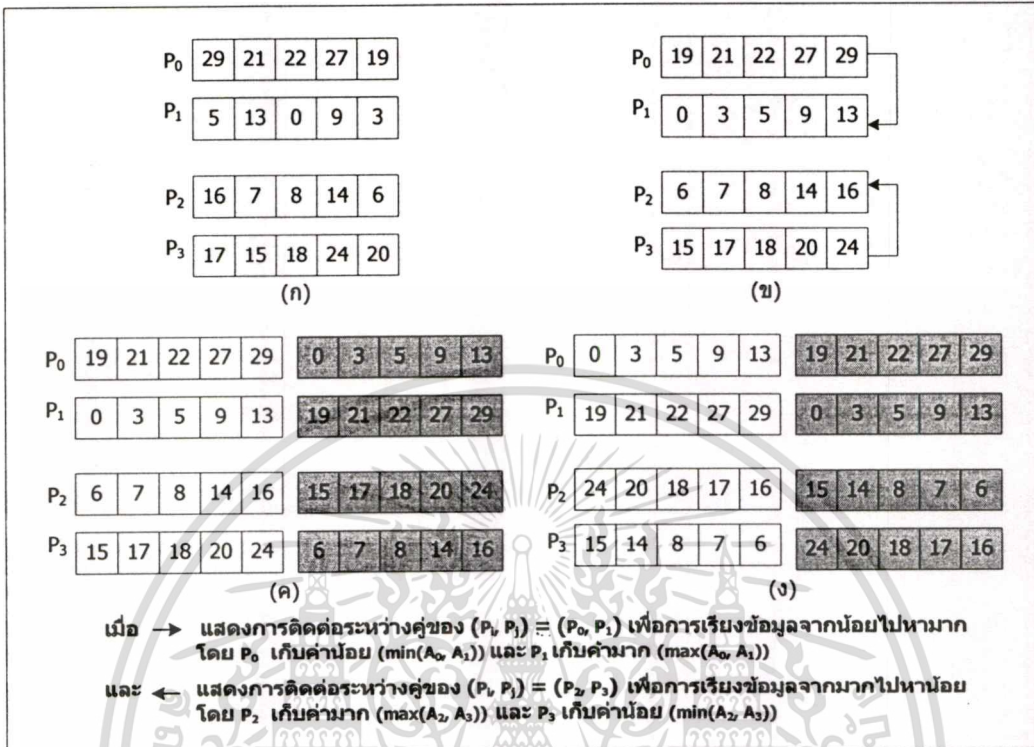 P0 29 21 22 27 19
P1 5 13 0 9 3
P2 16 7 8 14 6
P3 17 15 18 24 20
(ก)
P0 19 21 22 27 29
P1 0 3 5 9 13
P2 6 7 8 14 16
P3 15 17 18 20 24
(ข)
P0 19 21 22 27 29 0 3 5 9 13
P1 0 3 5 9 13 19 21 22 27 29
P2 6 7 8 14 16 15 17 18 20 24
P3 15 17 18 20 24 6 7 8 14 16
(ค)
P0 0 3 5 9 13 19 21 22 27 29
P1 19 21 22 27 29 0 3 5 9 13
P2 24 20 18 17 16 15 14 8 7 6
P3 15 14 8 7 6 24 20 18 17 16
(ง)
เมื่อ → แสดงการติดต่อระหว่างคู่ของ (Pi, Pj) = (P0, P1) เพื่อการเรียงข้อมูลจากน้อยไปหามาก
โดย P0 เก็บค่าน้อย (min(A0, A1)) และ P1 เก็บค่ามาก (max(A0, A1))
และ ← แสดงการติดต่อระหว่างคู่ของ (Pi, Pj) = (P2, P3) เพื่อการเรียงข้อมูลจากมากไปหาน้อย
โดย P2 เก็บค่ามาก (max(A2, A3)) และ P3 เก็บค่าน้อย (min(A2, A3))